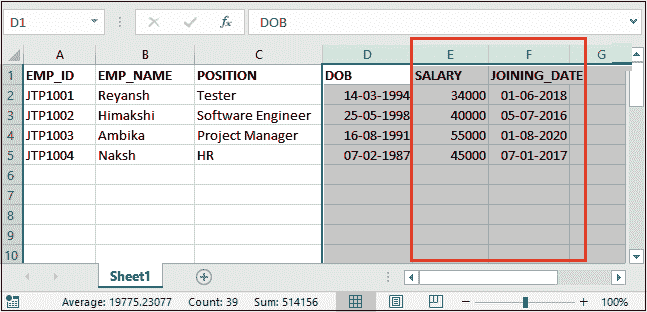 D1 DOB
A B C D E F G
1 EMP_ID EMP_NAME POSITION DOB SALARY JOINING_DATE
2 JTP1001 Reyansh Tester 14-03-1994 34000 01-06-2018
3 JTP1002 Himakshi Software Engineer 25-05-1998 40000 05-07-2016
4 JTP1003 Ambika Project Manager 16-08-1991 55000 01-08-2020
5 JTP1004 Naksh HR 07-02-1987 45000 07-01-2017
6
7
8
9
10
Sheet1
Average: 19775.23077 Count: 39 Sum: 514156 100%